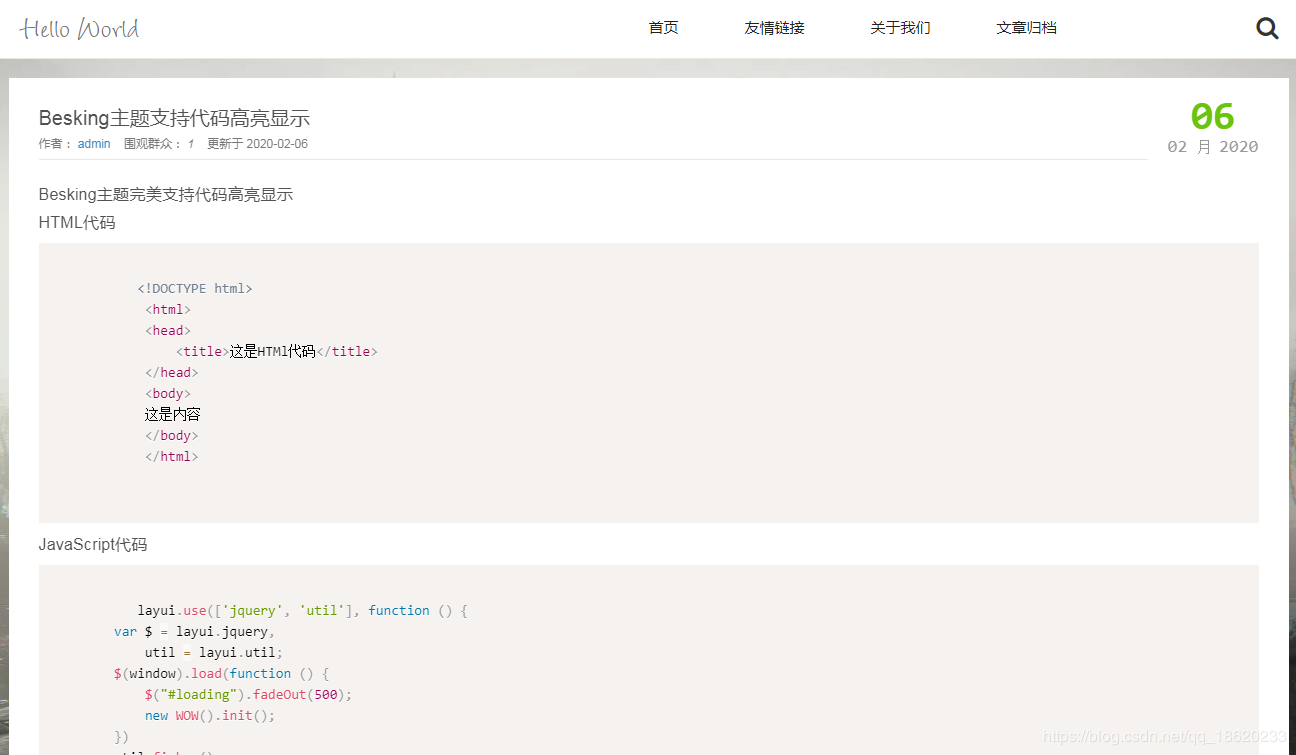 Hello World
首页 友情链接 关于我们 文章归档
Besking主题支持代码高亮显示
06
作者： admin 围观群众： 1 更新于 2020-02-06
02 月 2020
Besking主题完美支持代码高亮显示
HTML代码
<!DOCTYPE html>
<html>
<head>
<title>这是HTMl代码</title>
</head>
<body>
这是内容
</body>
</html>
JavaScript代码
layui.use(['jquery', 'util'], function () {
var $ = layui.jquery,
util = layui.util;
$(window).load(function () {
$("#loading").fadeOut(500);
new WOW().init();
})
https://blog.csdn.net/qq_18620233